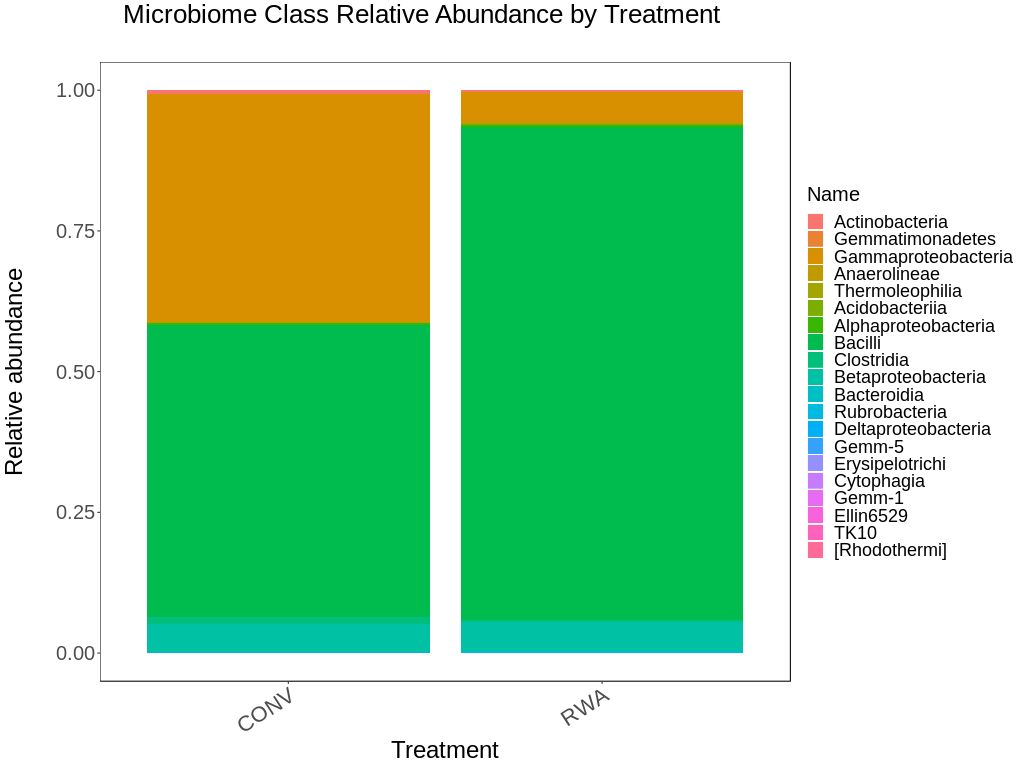 Microbiome Class Relative Abundance by Treatment
Relative abundance
1.00
0.75
0.50
0.25
0.00
CONV
RWA
Treatment
Name
Actinobacteria
Gemmatimonadetes
Gammaproteobacteria
Anaerolineae
Thermoleophilia
Acidobacteriia
Alphaproteobacteria
Bacilli
Clostridia
Betaproteobacteria
Bacteroidia
Rubrobacteria
Deltaproteobacteria
Gemm-5
Erysipelotrichi
Cytophagia
Gemm-1
Ellin6529
TK10
[Rhodothermi]